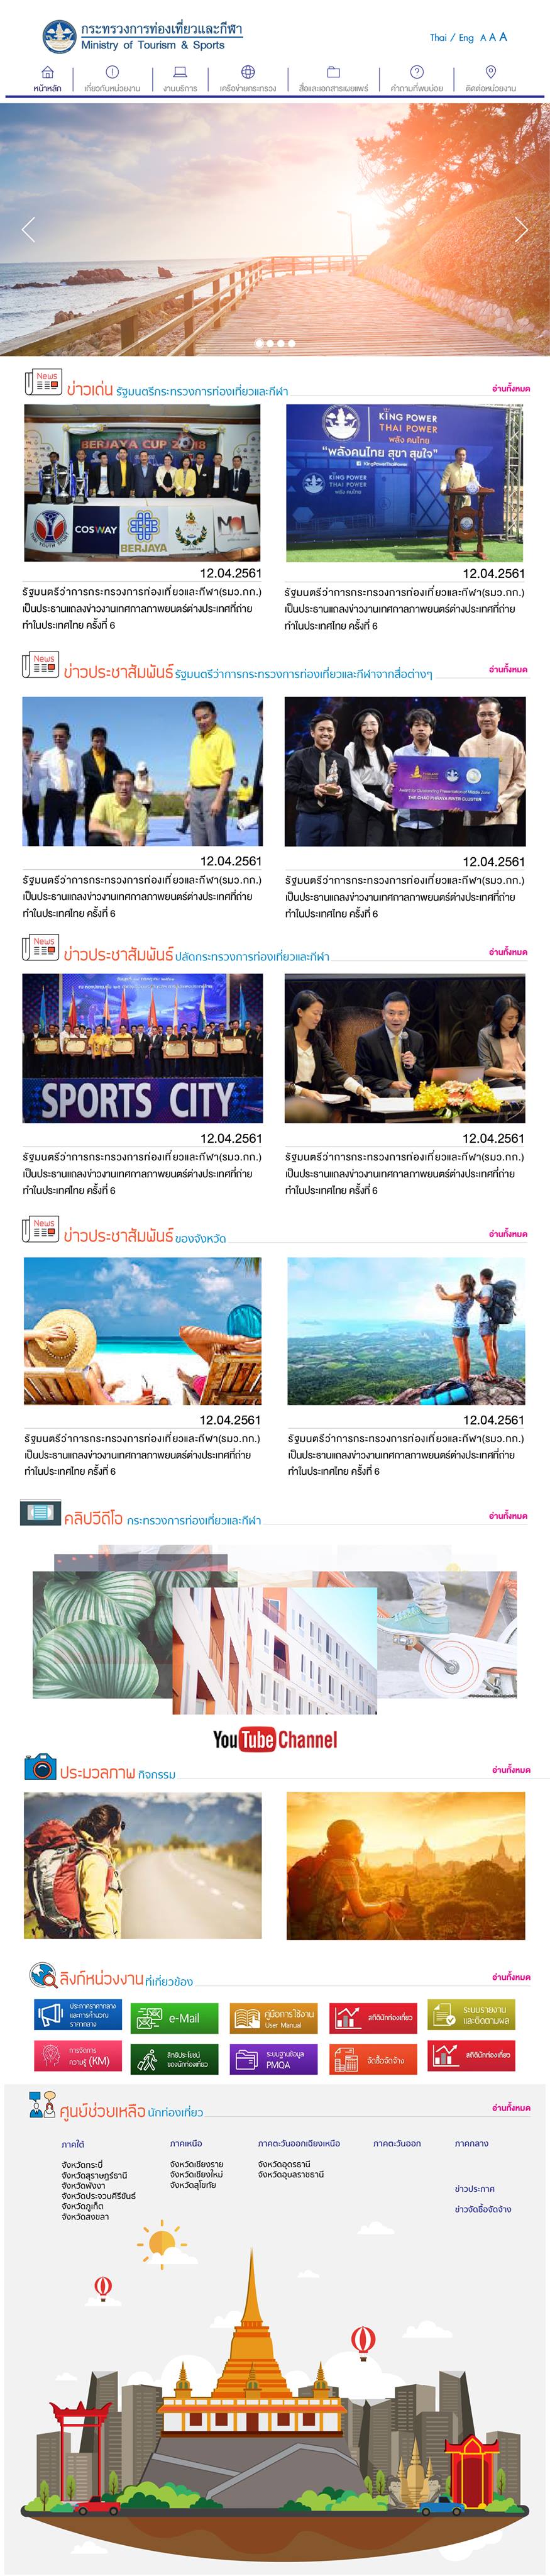 กระทรวงการท่องเที่ยวและกีฬา
Ministry of Tourism & Sports
Thai / Eng A A A
หน้าหลัก เกี่ยวกับหน่วยงาน งานบริการ เครือข่ายกระทรวง สื่อและเอกสารเผยแพร่ คำถามที่พบบ่อย ติดต่อหน่วยงาน
News ข่าวเด่น รัฐมนตรีกระทรวงการท่องเที่ยวและกีฬา อ่านทั้งหมด
BERJAYA CUP 2018
COSWAY
BERJAYA
MOL
KING POWER
THAI POWER
พลัง คนไทย
"พลังคนไทย สุขา สุขใจ"
KingPowerThaiPower
KING POWER
THAI POWER
พลัง คนไทย
12.04.2561
รัฐมนตรีว่าการกระทรวงการท่องเที่ยวและกีฬา(รมว.กก.)
เป็นประธานแถลงข่าวงานเทศกาลภาพยนตร์ต่างประเทศที่ถ่าย
ทำในประเทศไทย ครั้งที่ 6
12.04.2561
รัฐมนตรีว่าการกระทรวงการท่องเที่ยวและกีฬา(รมว.กก.)
เป็นประธานแถลงข่าวงานเทศกาลภาพยนตร์ต่างประเทศที่ถ่าย
ทำในประเทศไทย ครั้งที่ 6
News ข่าวประชาสัมพันธ์ รัฐมนตรีว่าการกระทรวงการท่องเที่ยวและกีฬาจากสื่อต่างๆ อ่านทั้งหมด
Award for Outstanding Presentation of Middle Zone
THE CHAO PHRAYA RIVER CLUSTER
12.04.2561
รัฐมนตรีว่าการกระทรวงการท่องเที่ยวและกีฬา(รมว.กก.)
เป็นประธานแถลงข่าวงานเทศกาลภาพยนตร์ต่างประเทศที่ถ่าย
ทำในประเทศไทย ครั้งที่ 6
12.04.2561
รัฐมนตรีว่าการกระทรวงการท่องเที่ยวและกีฬา(รมว.กก.)
เป็นประธานแถลงข่าวงานเทศกาลภาพยนตร์ต่างประเทศที่ถ่าย
ทำในประเทศไทย ครั้งที่ 6
News ข่าวประชาสัมพันธ์ ปลัดกระทรวงการท่องเที่ยวและกีฬา อ่านทั้งหมด
SPORTS CITY
12.04.2561
รัฐมนตรีว่าการกระทรวงการท่องเที่ยวและกีฬา(รมว.กก.)
เป็นประธานแถลงข่าวงานเทศกาลภาพยนตร์ต่างประเทศที่ถ่าย
ทำในประเทศไทย ครั้งที่ 6
12.04.2561
รัฐมนตรีว่าการกระทรวงการท่องเที่ยวและกีฬา(รมว.กก.)
เป็นประธานแถลงข่าวงานเทศกาลภาพยนตร์ต่างประเทศที่ถ่าย
ทำในประเทศไทย ครั้งที่ 6
News ข่าวประชาสัมพันธ์ ของจังหวัด อ่านทั้งหมด
12.04.2561
รัฐมนตรีว่าการกระทรวงการท่องเที่ยวและกีฬา(รมว.กก.)
เป็นประธานแถลงข่าวงานเทศกาลภาพยนตร์ต่างประเทศที่ถ่าย
ทำในประเทศไทย ครั้งที่ 6
12.04.2561
รัฐมนตรีว่าการกระทรวงการท่องเที่ยวและกีฬา(รมว.กก.)
เป็นประธานแถลงข่าวงานเทศกาลภาพยนตร์ต่างประเทศที่ถ่าย
ทำในประเทศไทย ครั้งที่ 6
คลิปวีดีโอ กระทรวงการท่องเที่ยวและกีฬา อ่านทั้งหมด
YouTube Channel
ประมวลภาพ กิจกรรม อ่านทั้งหมด
ลิงก์หน่วงงาน ที่เกี่ยวข้อง อ่านทั้งหมด
ประกาศราคากลาง
และการคำนวณ
ราคากลาง
e-Mail
คู่มือการใช้งาน
User Manual
สถิตินักท่องเที่ยว
ระบบรายงาน
และติดตามผล
การจัดการ
ความรู้ (KM)
สิทธิประโยชน์
ของนักท่องเที่ยว
ระบบฐานข้อมูล
PMQA
จัดซื้อจัดจ้าง
สถิตินักท่องเที่ยว
ศูนย์ช่วยเหลือ นักท่องเที่ยว อ่านทั้งหมด
ภาคใต้
จังหวัดกระบี่
จังหวัดสุราษฎร์ธานี
จังหวัดพังงา
จังหวัดประจวบคีรีขันธ์
จังหวัดภูเก็ต
จังหวัดสงขลา
ภาคเหนือ
จังหวัดเชียงราย
จังหวัดเชียงใหม่
จังหวัดสุโขทัย
ภาคตะวันออกเฉียงเหนือ
จังหวัดอุดรธานี
จังหวัดอุบลราชธานี
ภาคตะวันออก
ภาคกลาง
ข่าวประกาศ
ข่าวจัดซื้อจัดจ้าง